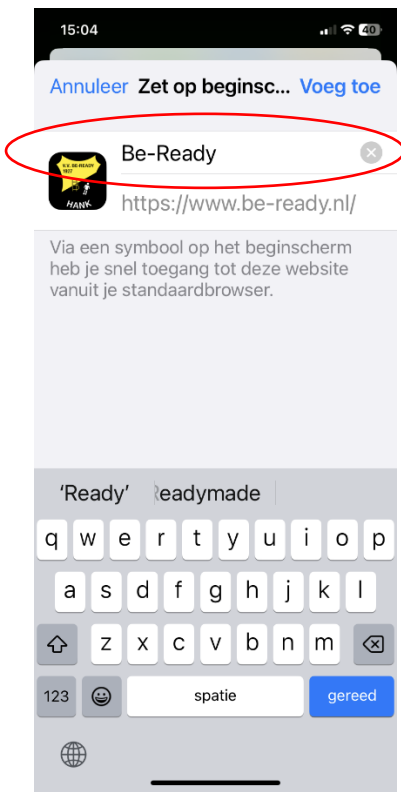 15:04
40
Annuleer Zet op beginsc... Voeg toe
V.V. BE-READY
1927
HANK
Be-Ready
https://www.be-ready.nl/
Via een symbool op het beginscherm
heb je snel toegang tot deze website
vanuit je standaardbrowser.
‘Ready’ Readymade
q w e r t y u i o p
a s d f g h j k l
z x c v b n m
123 spatie gereed